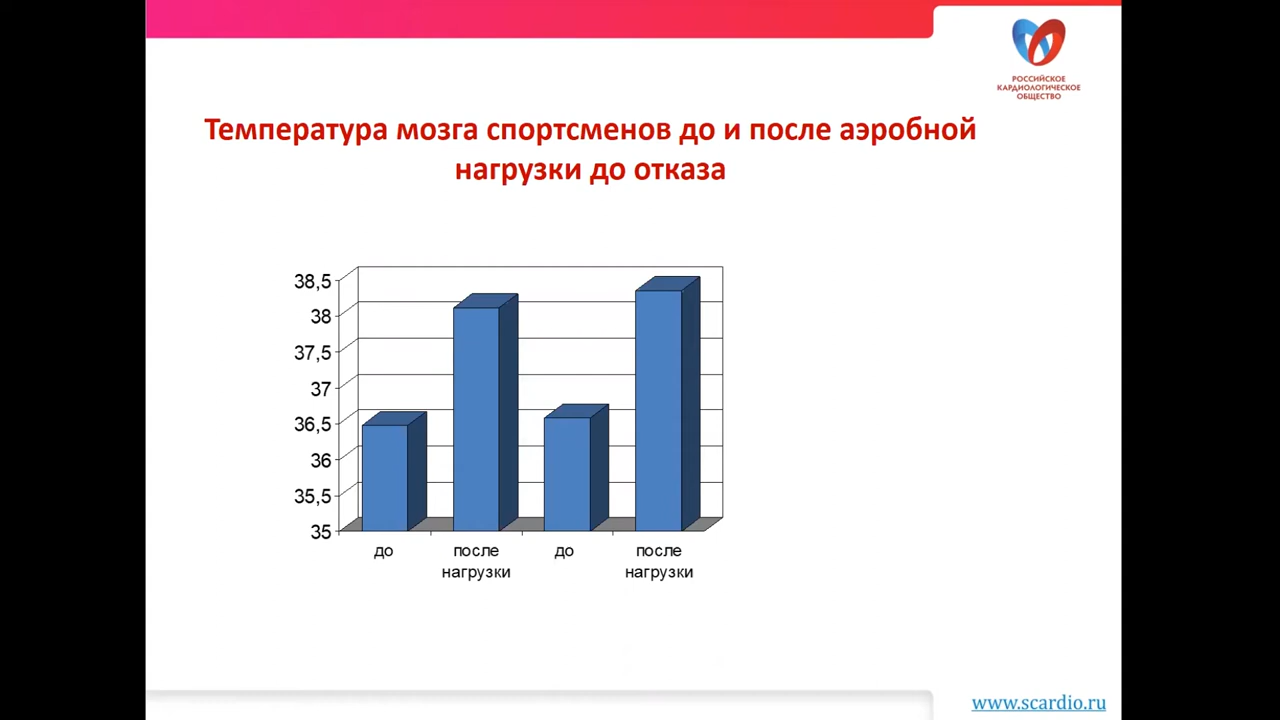 РОССИЙСКОЕ
КАРДИОЛОГИЧЕСКОЕ
ОБЩЕСТВО
Температура мозга спортсменов до и после аэробной
нагрузки до отказа
38,5
38
37,5
37
36,5
36
35,5
35
до
после
нагрузки
до
после
нагрузки
www.scardio.ru